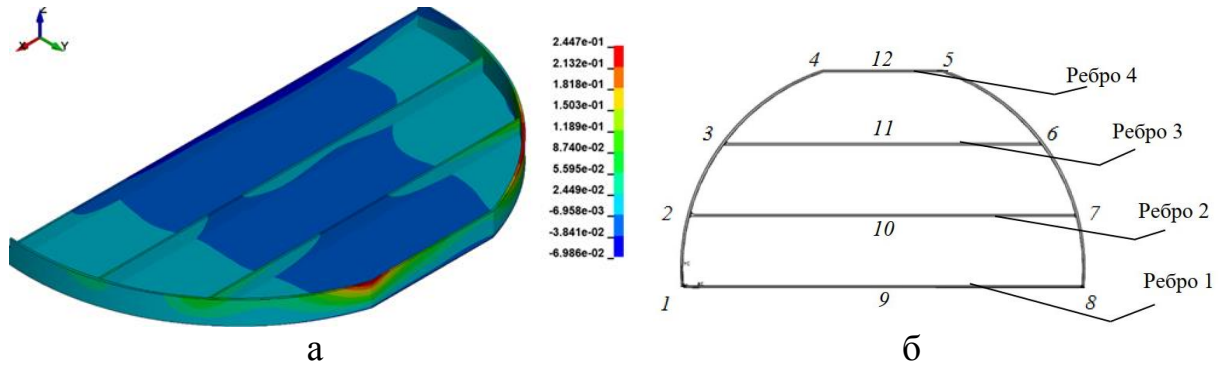 Z
X
Y
2.447e-01
2.132e-01
1.818e-01
1.503e-01
1.189e-01
8.740e-02
5.595e-02
2.449e-02
-6.958e-03
-3.841e-02
-6.986e-02
а
4
12
5
Ребро 4
3
11
6
Ребро 3
2
10
7
Ребро 2
1
9
8
Ребро 1
б